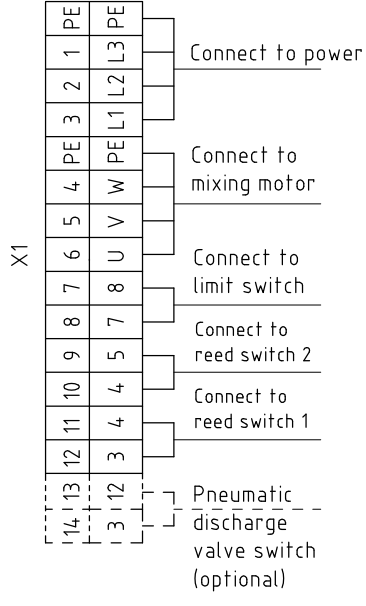 X1
PE PE
1 L3
2 L2
3 L1
Connect to power
PE PE
4 W
5 V
6 U
Connect to
mixing motor
7 8
8 7
Connect to
limit switch
9 5
10 4
Connect to
reed switch 2
11 4
12 3
Connect to
reed switch 1
13 12
14 3
Pneumatic
discharge
valve switch
(optional)